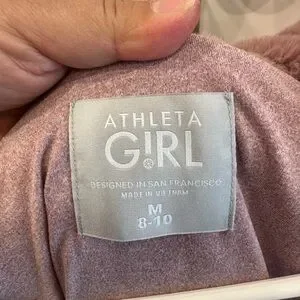 ATHLETA
GIRL
DESIGNED IN SAN FRANCISCO
MADE IN VIETNAM
M
8-10